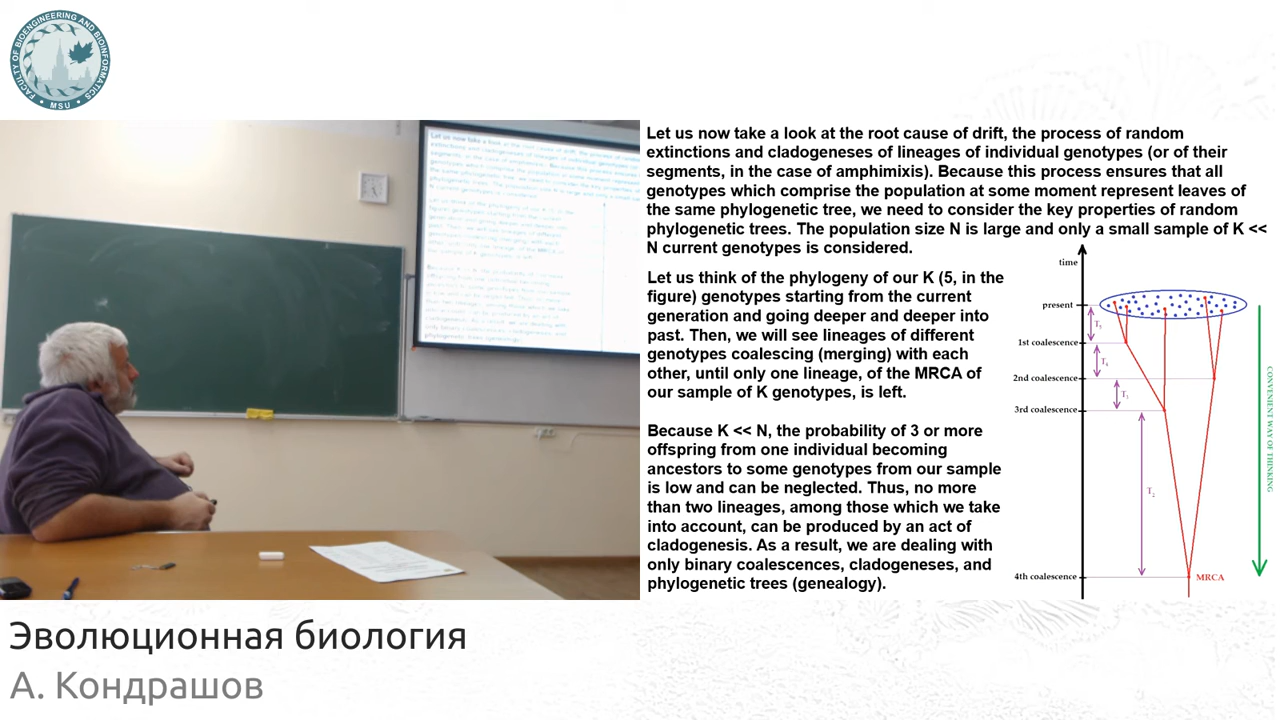 FACULTY OF BIOENGINEERING AND BIOINFORMATICS
• MSU •
Let us now take a look at the root cause of drift, the process of random
extinctions and cladogeneses of lineages of individual genotypes (or of their
segments, in the case of amphimixis). Because this process ensures that all
genotypes which comprise the population at some moment represent leaves of
the same phylogenetic tree, we need to consider the key properties of random
phylogenetic trees. The population size N is large and only a small sample of K <<
N current genotypes is considered.
Let us think of the phylogeny of our K (5, in the
figure) genotypes starting from the current
generation and going deeper and deeper into
past. Then, we will see lineages of different
genotypes coalescing (merging) with each
other, until only one lineage, of the MRCA of
our sample of K genotypes, is left.
Because K << N, the probability of 3 or more
offspring from one individual becoming
ancestors to some genotypes from our sample
is low and can be neglected. Thus, no more
than two lineages, among those which we take
into account, can be produced by an act of
cladogenesis. As a result, we are dealing with
only binary coalescences, cladogeneses, and
phylogenetic trees (genealogy).
time
present
T5
1st coalescence
T4
2nd coalescence
T3
3rd coalescence
T2
4th coalescence
MRCA
CONVENIENT WAY OF THINKING
Эволюционная биология
А. Кондрашов